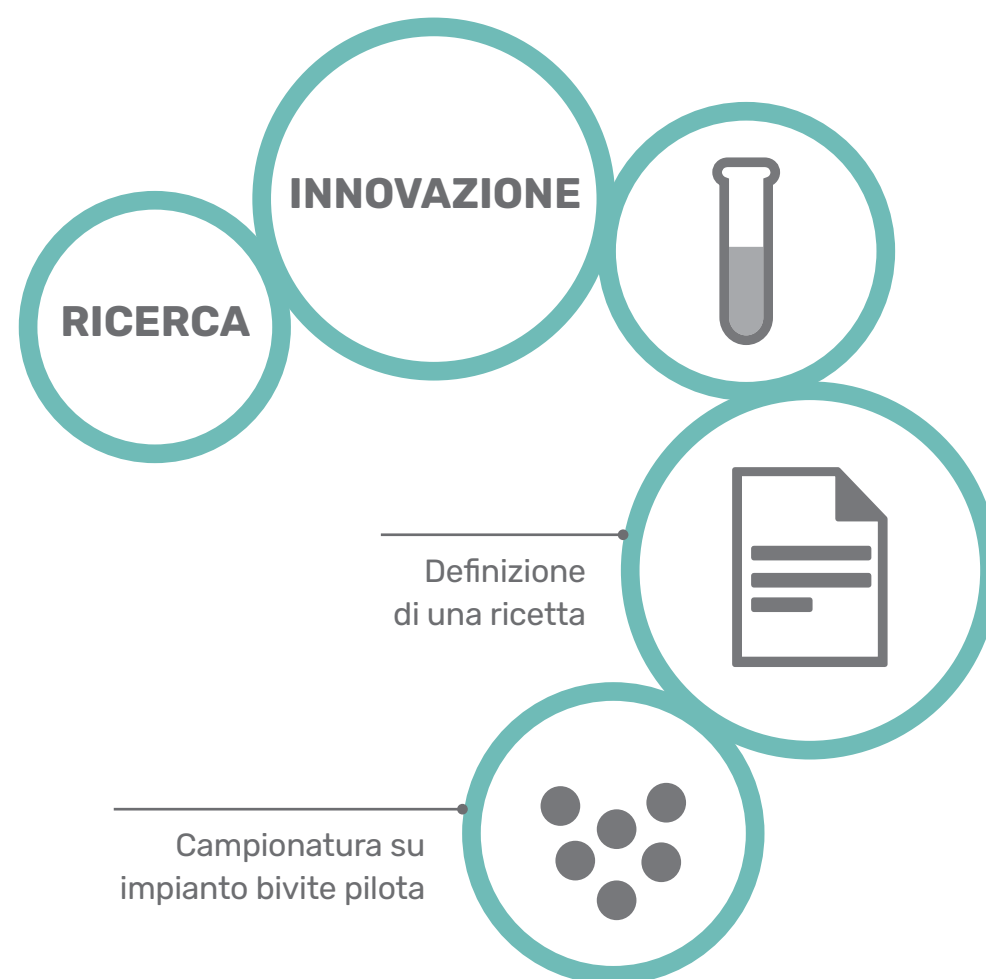 INNOVAZIONE
RICERCA
Definizione
di una ricetta
Campionatura su
impianto bivite pilota